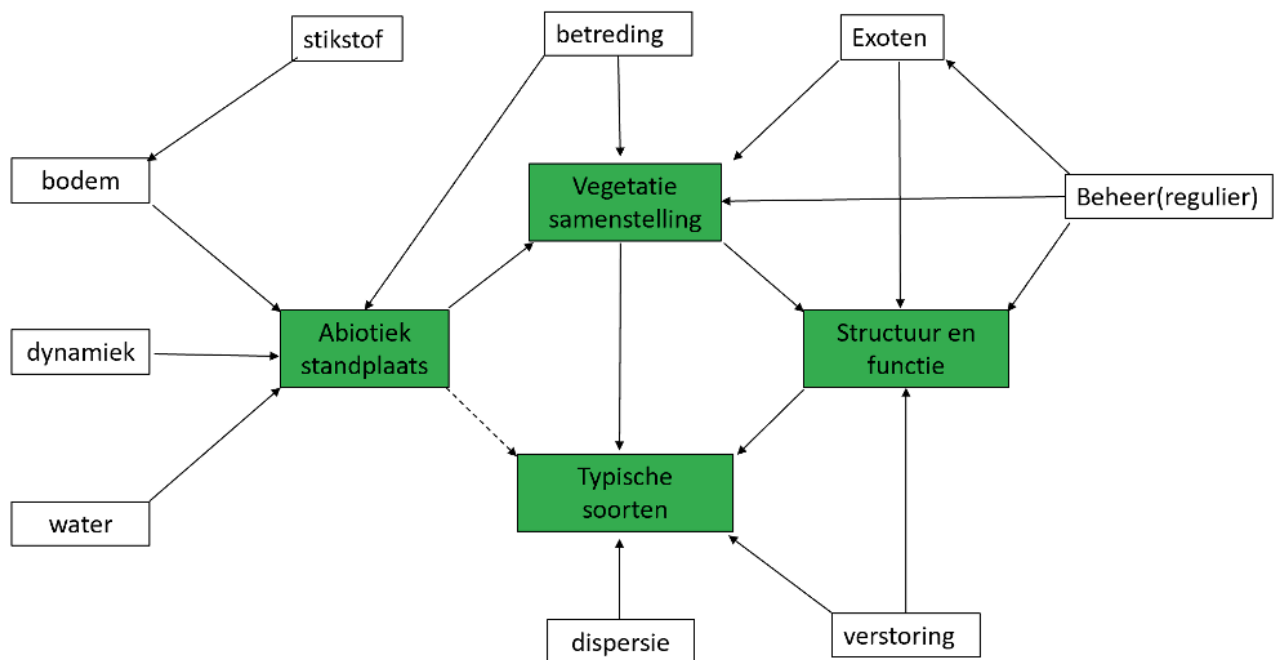 stikstof
betreding
Exoten
bodem
Vegetatie
samenstelling
Beheer(regulier)
dynamiek
Abiotiek
standplaats
Structuur en
functie
Typische
soorten
water
dispersie
verstoring